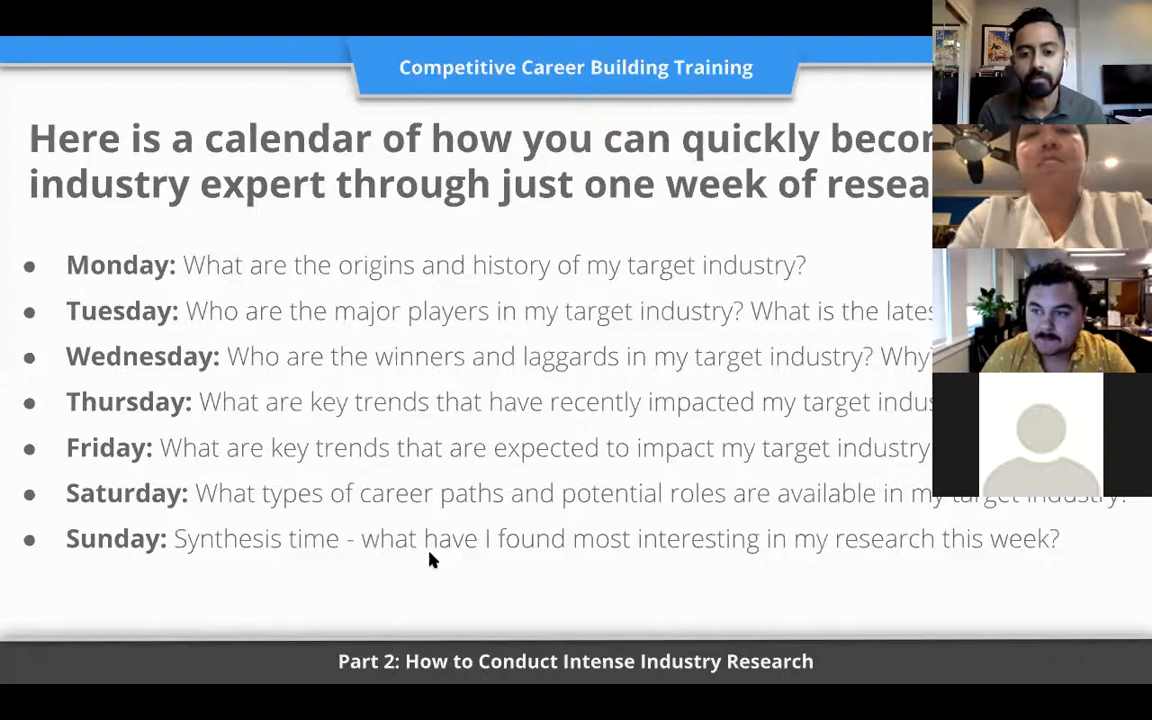 Competitive Career Building Training
Here is a calendar of how you can quickly
industry expert through just one week of
● Monday: What are the origins and history of my target industry?
● Tuesday: Who are the major players in my target industry? What is the
● Wednesday: Who are the winners and laggards in my target industry? Why
● Thursday: What are key trends that have recently impacted my target
● Friday: What are key trends that are expected to impact my target industry
● Saturday: What types of career paths and potential roles are available in my target industry?
● Sunday: Synthesis time - what have I found most interesting in my research this week?
Part 2: How to Conduct Intense Industry Research